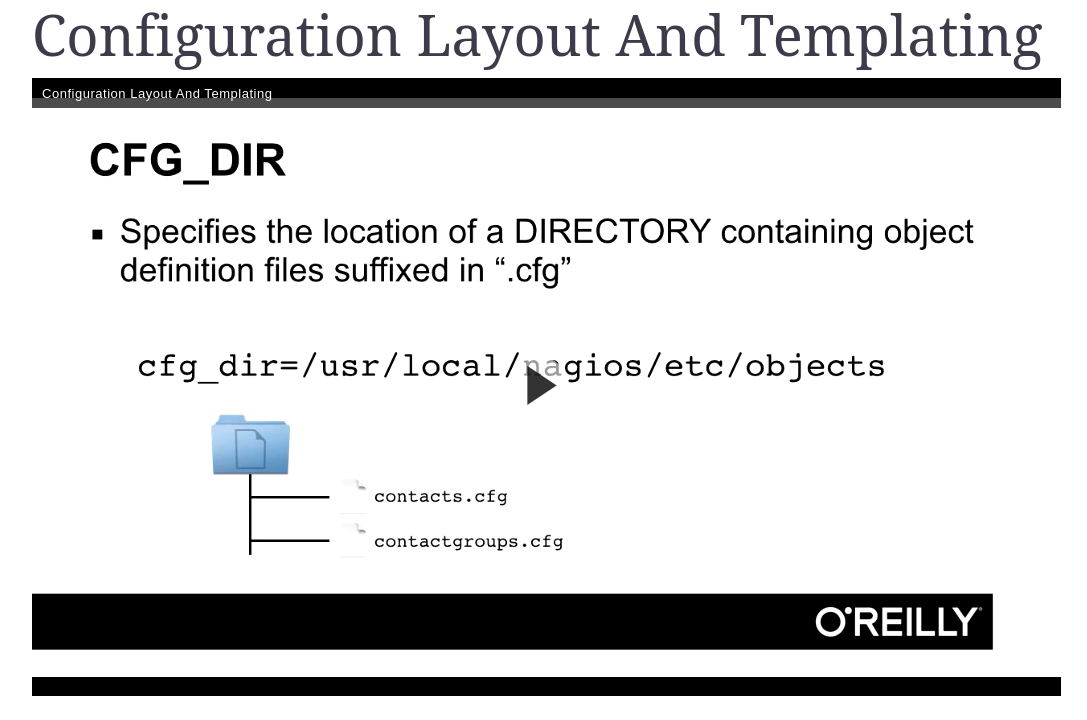 Configuration Layout And Templating
Configuration Layout And Templating
CFG_DIR
▪ Specifies the location of a DIRECTORY containing object
definition files suffixed in “.cfg”
cfg_dir=/usr/local/nagios/etc/objects
contacts.cfg
contactgroups.cfg
O'REILLY